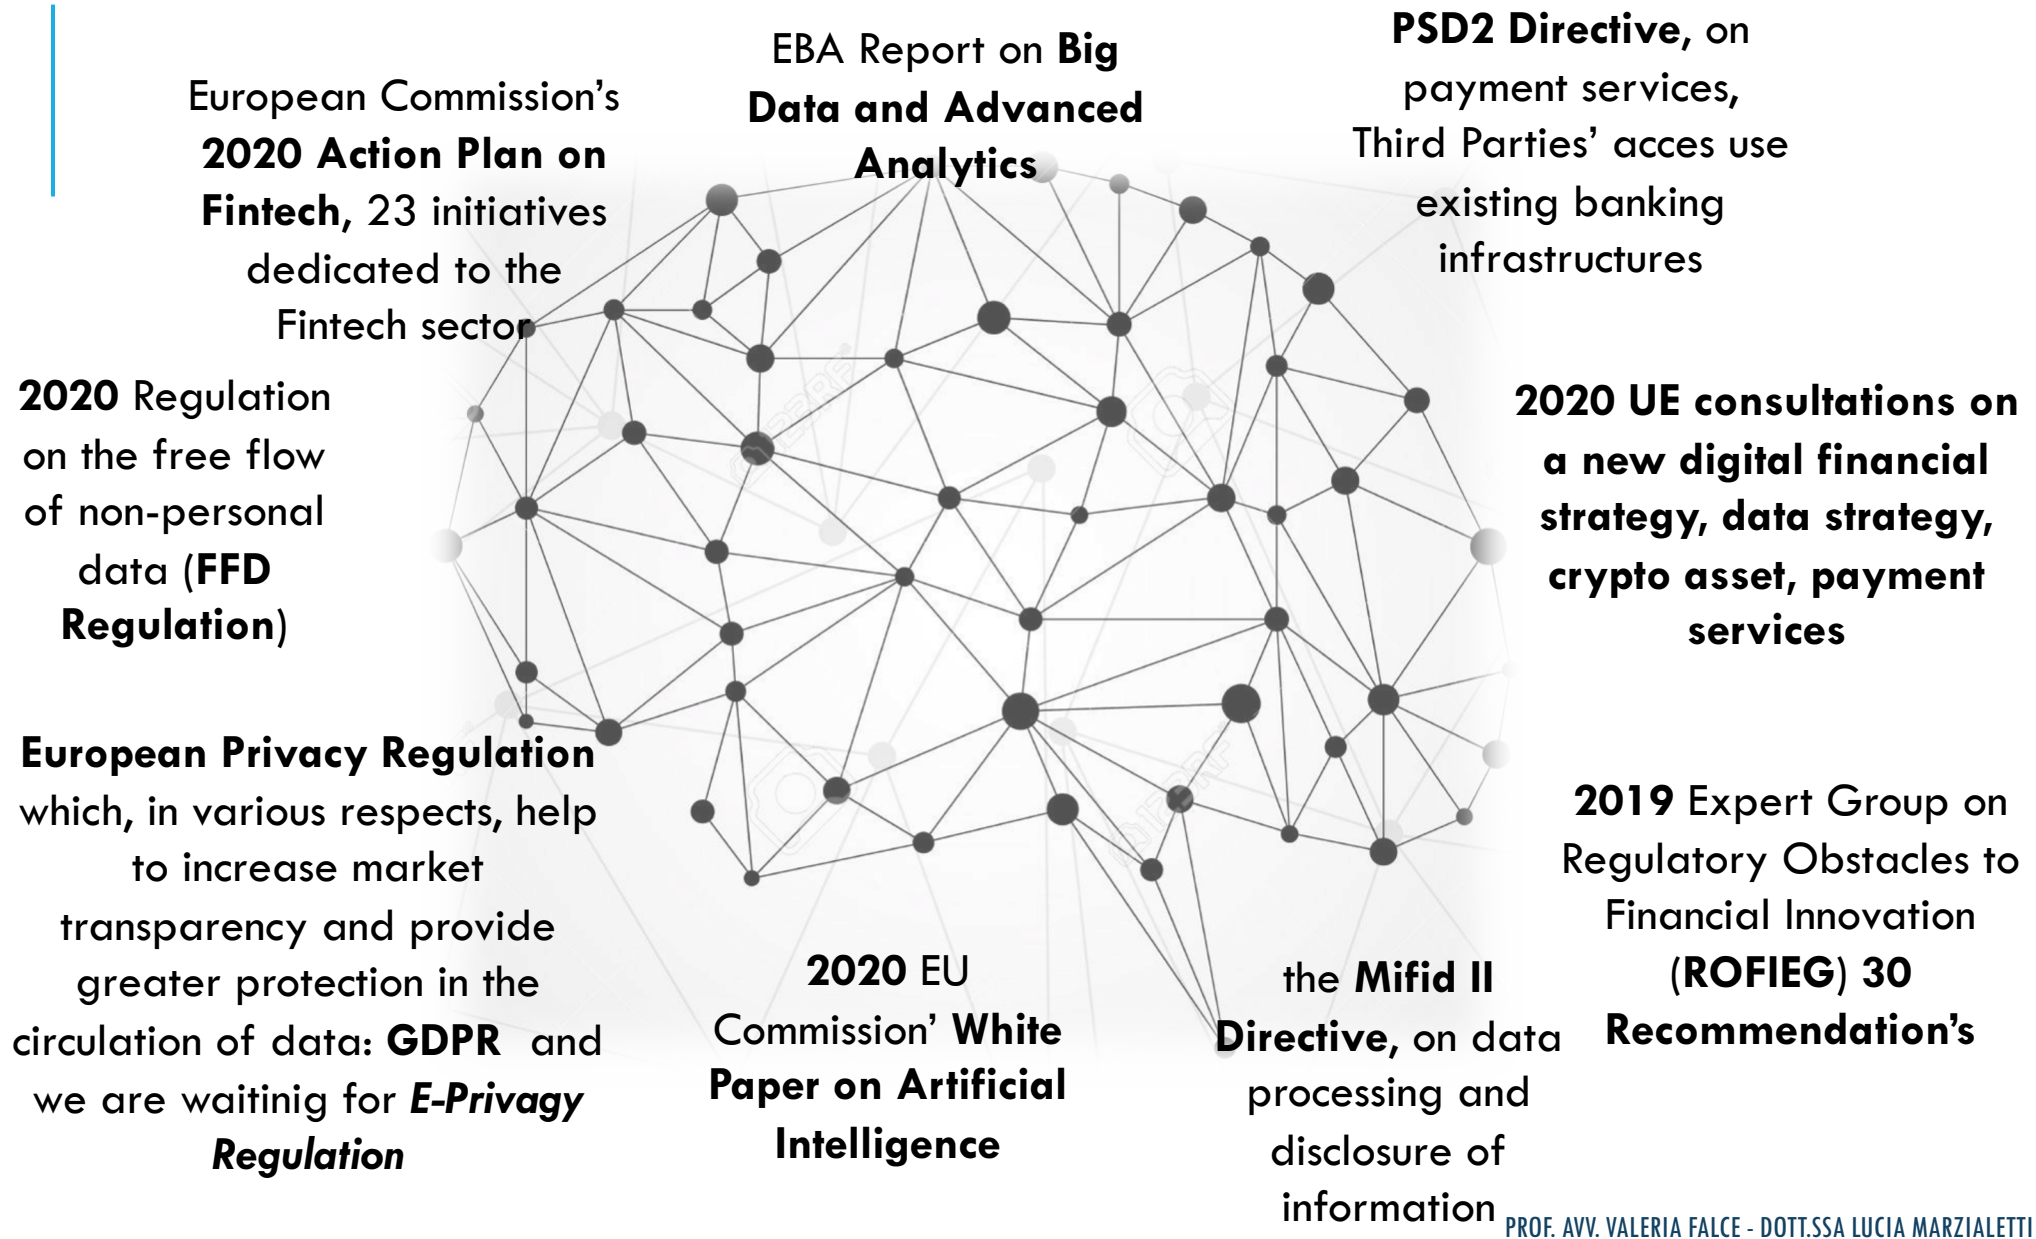 European Commission’s
2020 Action Plan on
Fintech, 23 initiatives
dedicated to the
Fintech sector
EBA Report on Big
Data and Advanced
Analytics
PSD2 Directive, on
payment services,
Third Parties’ acces use
existing banking
infrastructures
2020 Regulation
on the free flow
of non-personal
data (FFD
Regulation)
2020 UE consultations on
a new digital financial
strategy, data strategy,
crypto asset, payment
services
European Privacy Regulation
which, in various respects, help
to increase market
transparency and provide
greater protection in the
circulation of data: GDPR and
we are waitinig for E-Privagy
Regulation
2020 EU
Commission’ White
Paper on Artificial
Intelligence
the Mifid II
Directive, on data
processing and
disclosure of
information
2019 Expert Group on
Regulatory Obstacles to
Financial Innovation
(ROFIEG) 30
Recommendation’s
PROF. AVV. VALERIA FALCE - DOTT.SSA LUCIA MARZIALETTI